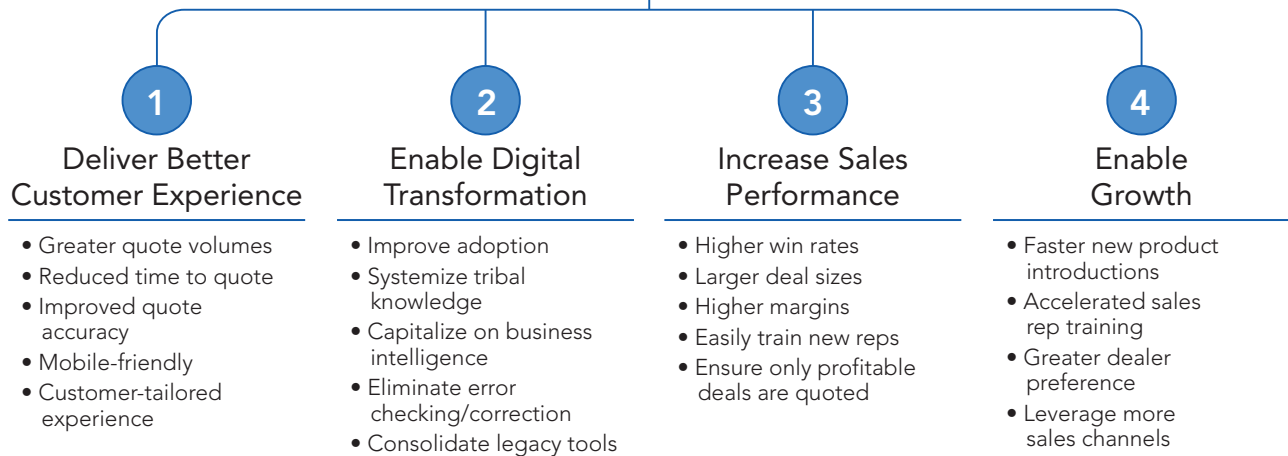 1
Deliver Better
Customer Experience
• Greater quote volumes
• Reduced time to quote
• Improved quote
accuracy
• Mobile-friendly
• Customer-tailored
experience
2
Enable Digital
Transformation
• Improve adoption
• Systemize tribal
knowledge
• Capitalize on business
intelligence
• Eliminate error
checking/correction
• Consolidate legacy tools
3
Increase Sales
Performance
• Higher win rates
• Larger deal sizes
• Higher margins
• Easily train new reps
• Ensure only profitable
deals are quoted
4
Enable
Growth
• Faster new product
introductions
• Accelerated sales
rep training
• Greater dealer
preference
• Leverage more
sales channels